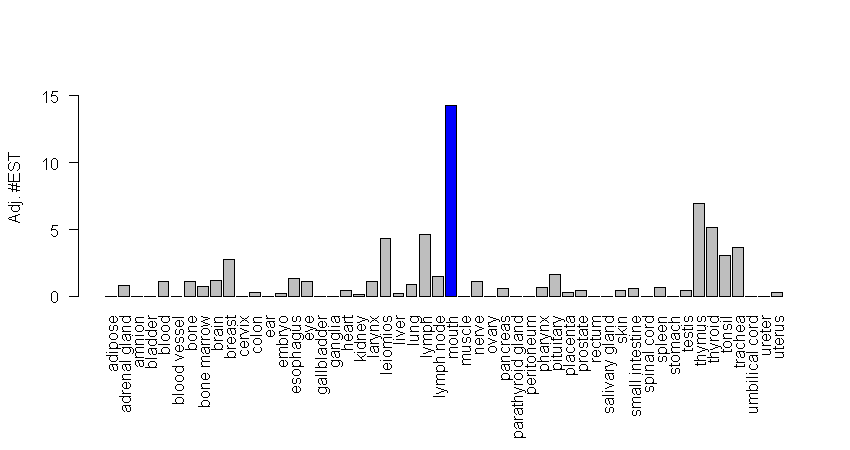 Adj. #EST
15
10
5
0
adipose
adrenal gland
amnion
bladder
blood
blood vessel
bone
bone marrow
brain
breast
cervix
colon
ear
embryo
esophagus
eye
gallbladder
ganglia
heart
kidney
larynx
leiomios
liver
lung
lymph
lymph node
mouth
muscle
nerve
ovary
pancreas
parathyroid gland
peritoneum
pharynx
pituitary
placenta
prostate
rectum
salivary gland
skin
small intestine
spinal cord
spleen
stomach
testis
thymus
thyroid
tonsil
trachea
umbilical cord
ureter
uterus